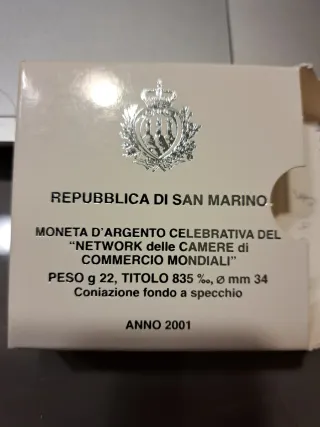 REPUBBLICA DI SAN MARINO
MONETA D'ARGENTO CELEBRATIVA DEL
"NETWORK delle CAMERE di
COMMERCIO MONDIALI"
PESO g 22, TITOLO 835 ‰, ⌀ mm 34
Coniazione fondo a specchio
ANNO 2001